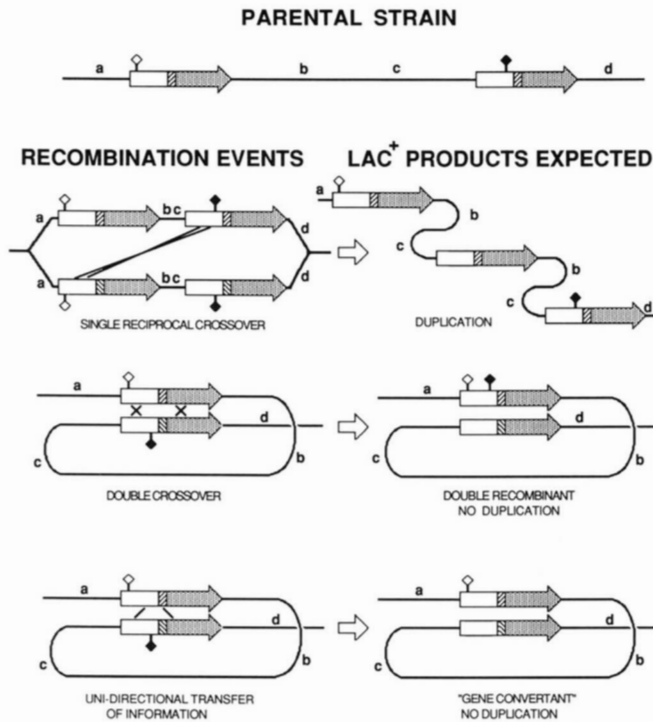 PARENTAL STRAIN
a b c d
RECOMBINATION EVENTS
LAC+ PRODUCTS EXPECTED
a
b
a bc d
c
b
a bc d
c
d
SINGLE RECIPROCAL CROSSOVER
DUPLICATION
a
d
c
b
a
d
c
b
DOUBLE CROSSOVER
DOUBLE RECOMBINANT
NO DUPLICATION
a
d
c
b
a
d
c
b
UNI-DIRECTIONAL TRANSFER
OF INFORMATION
"GENE CONVERTANT"
NO DUPLICATION